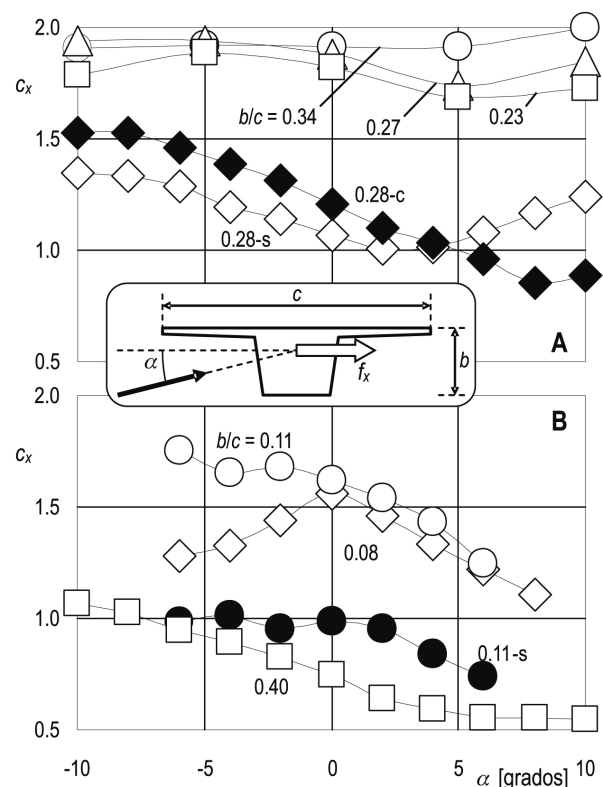 2.0
c_x
b/c = 0.34
0.27
0.23
1.5
0.28-c
0.28-s
1.0
c
A
α
f_x
b
0.5
2.0
B
c_x
b/c = 0.11
1.5
0.08
1.0
0.11-s
0.40
0.5
-10 -5 0 5 10
α [grados]